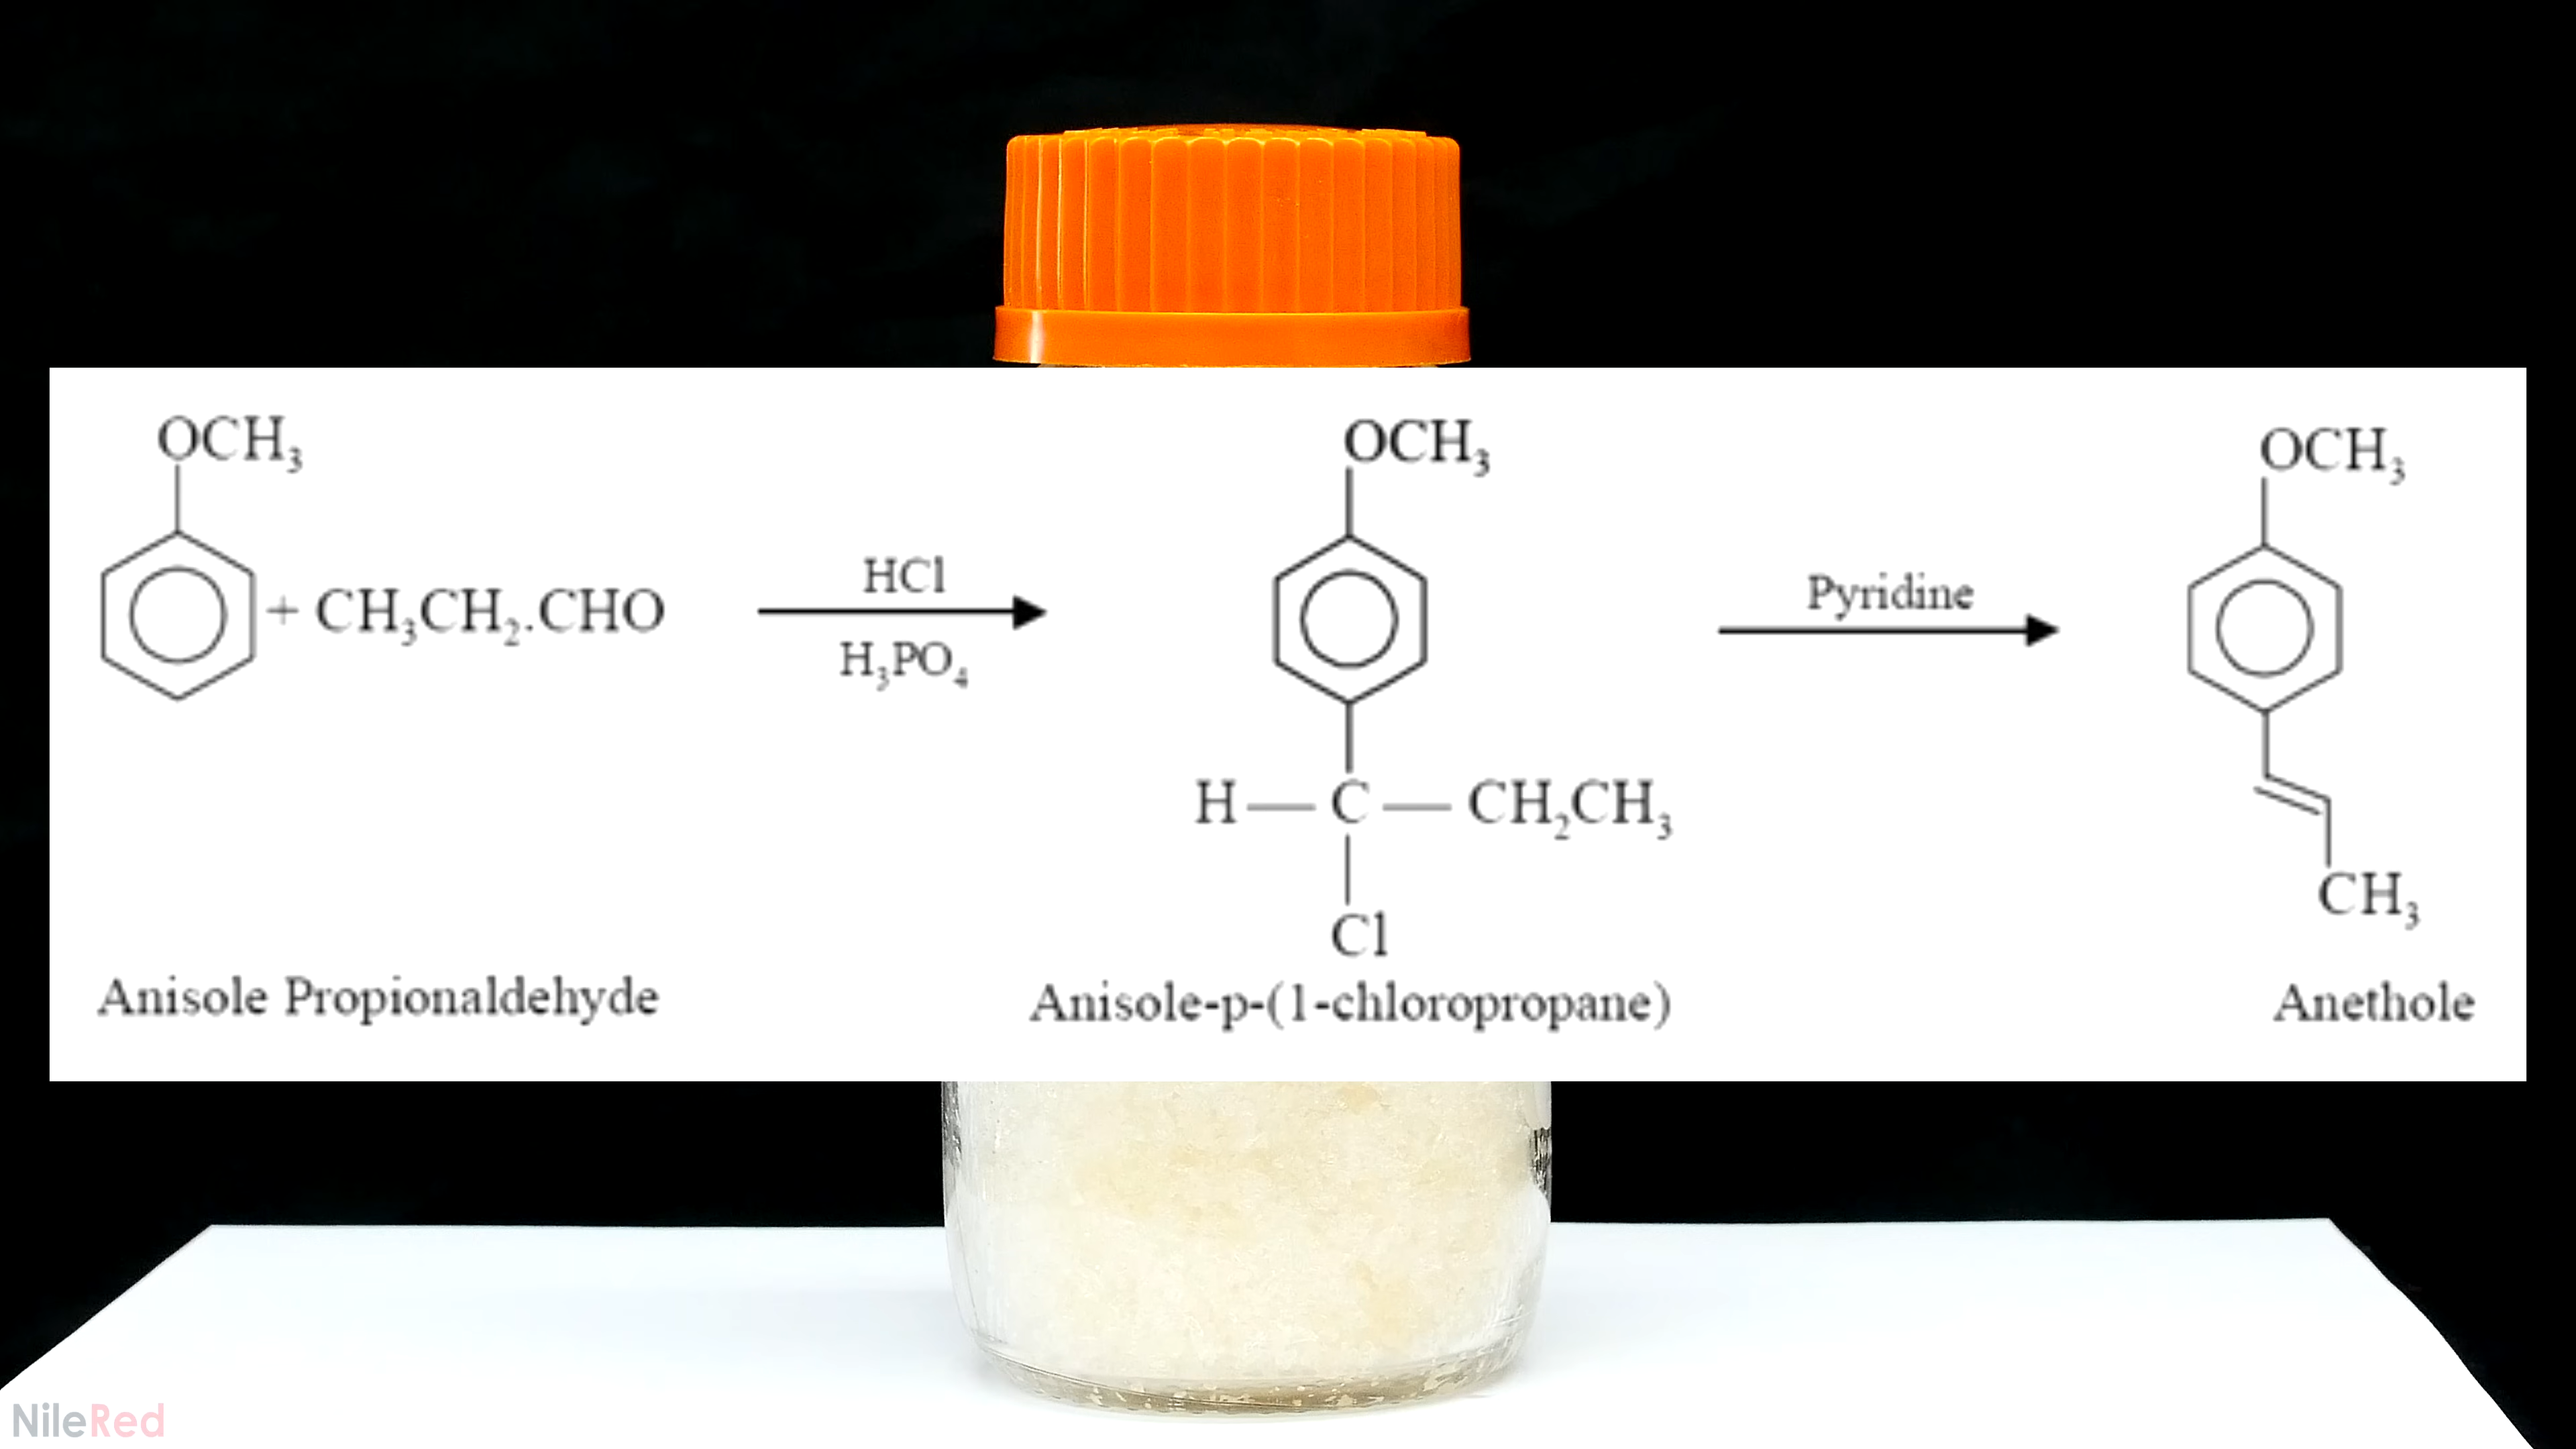 OCH₃
+ CH₃CH₂.CHO
HCl
H₃PO₄
OCH₃
H — C — CH₂CH₃
Cl
Pyridine
OCH₃
CH₃
Anisole Propionaldehyde
Anisole-p-(1-chloropropane)
Anethole
NileRed